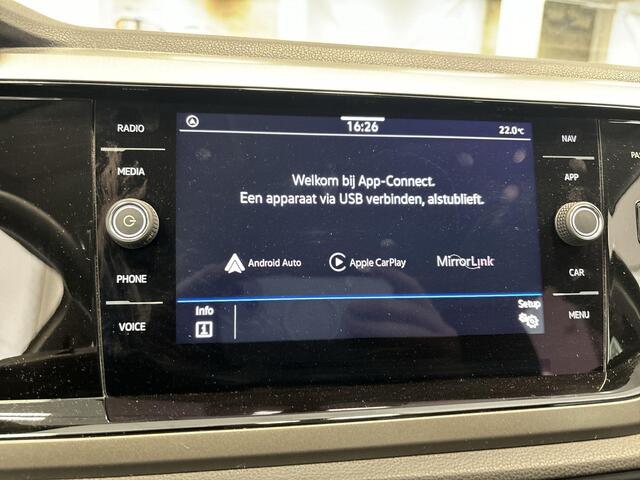 RADIO
MEDIA
PHONE
VOICE
16:26
22.0°C
Welkom bij App-Connect.
Een apparaat via USB verbinden, alstublieft.
Android Auto
Apple CarPlay
MirrorLink
Info
Setup
NAV
APP
CAR
MENU